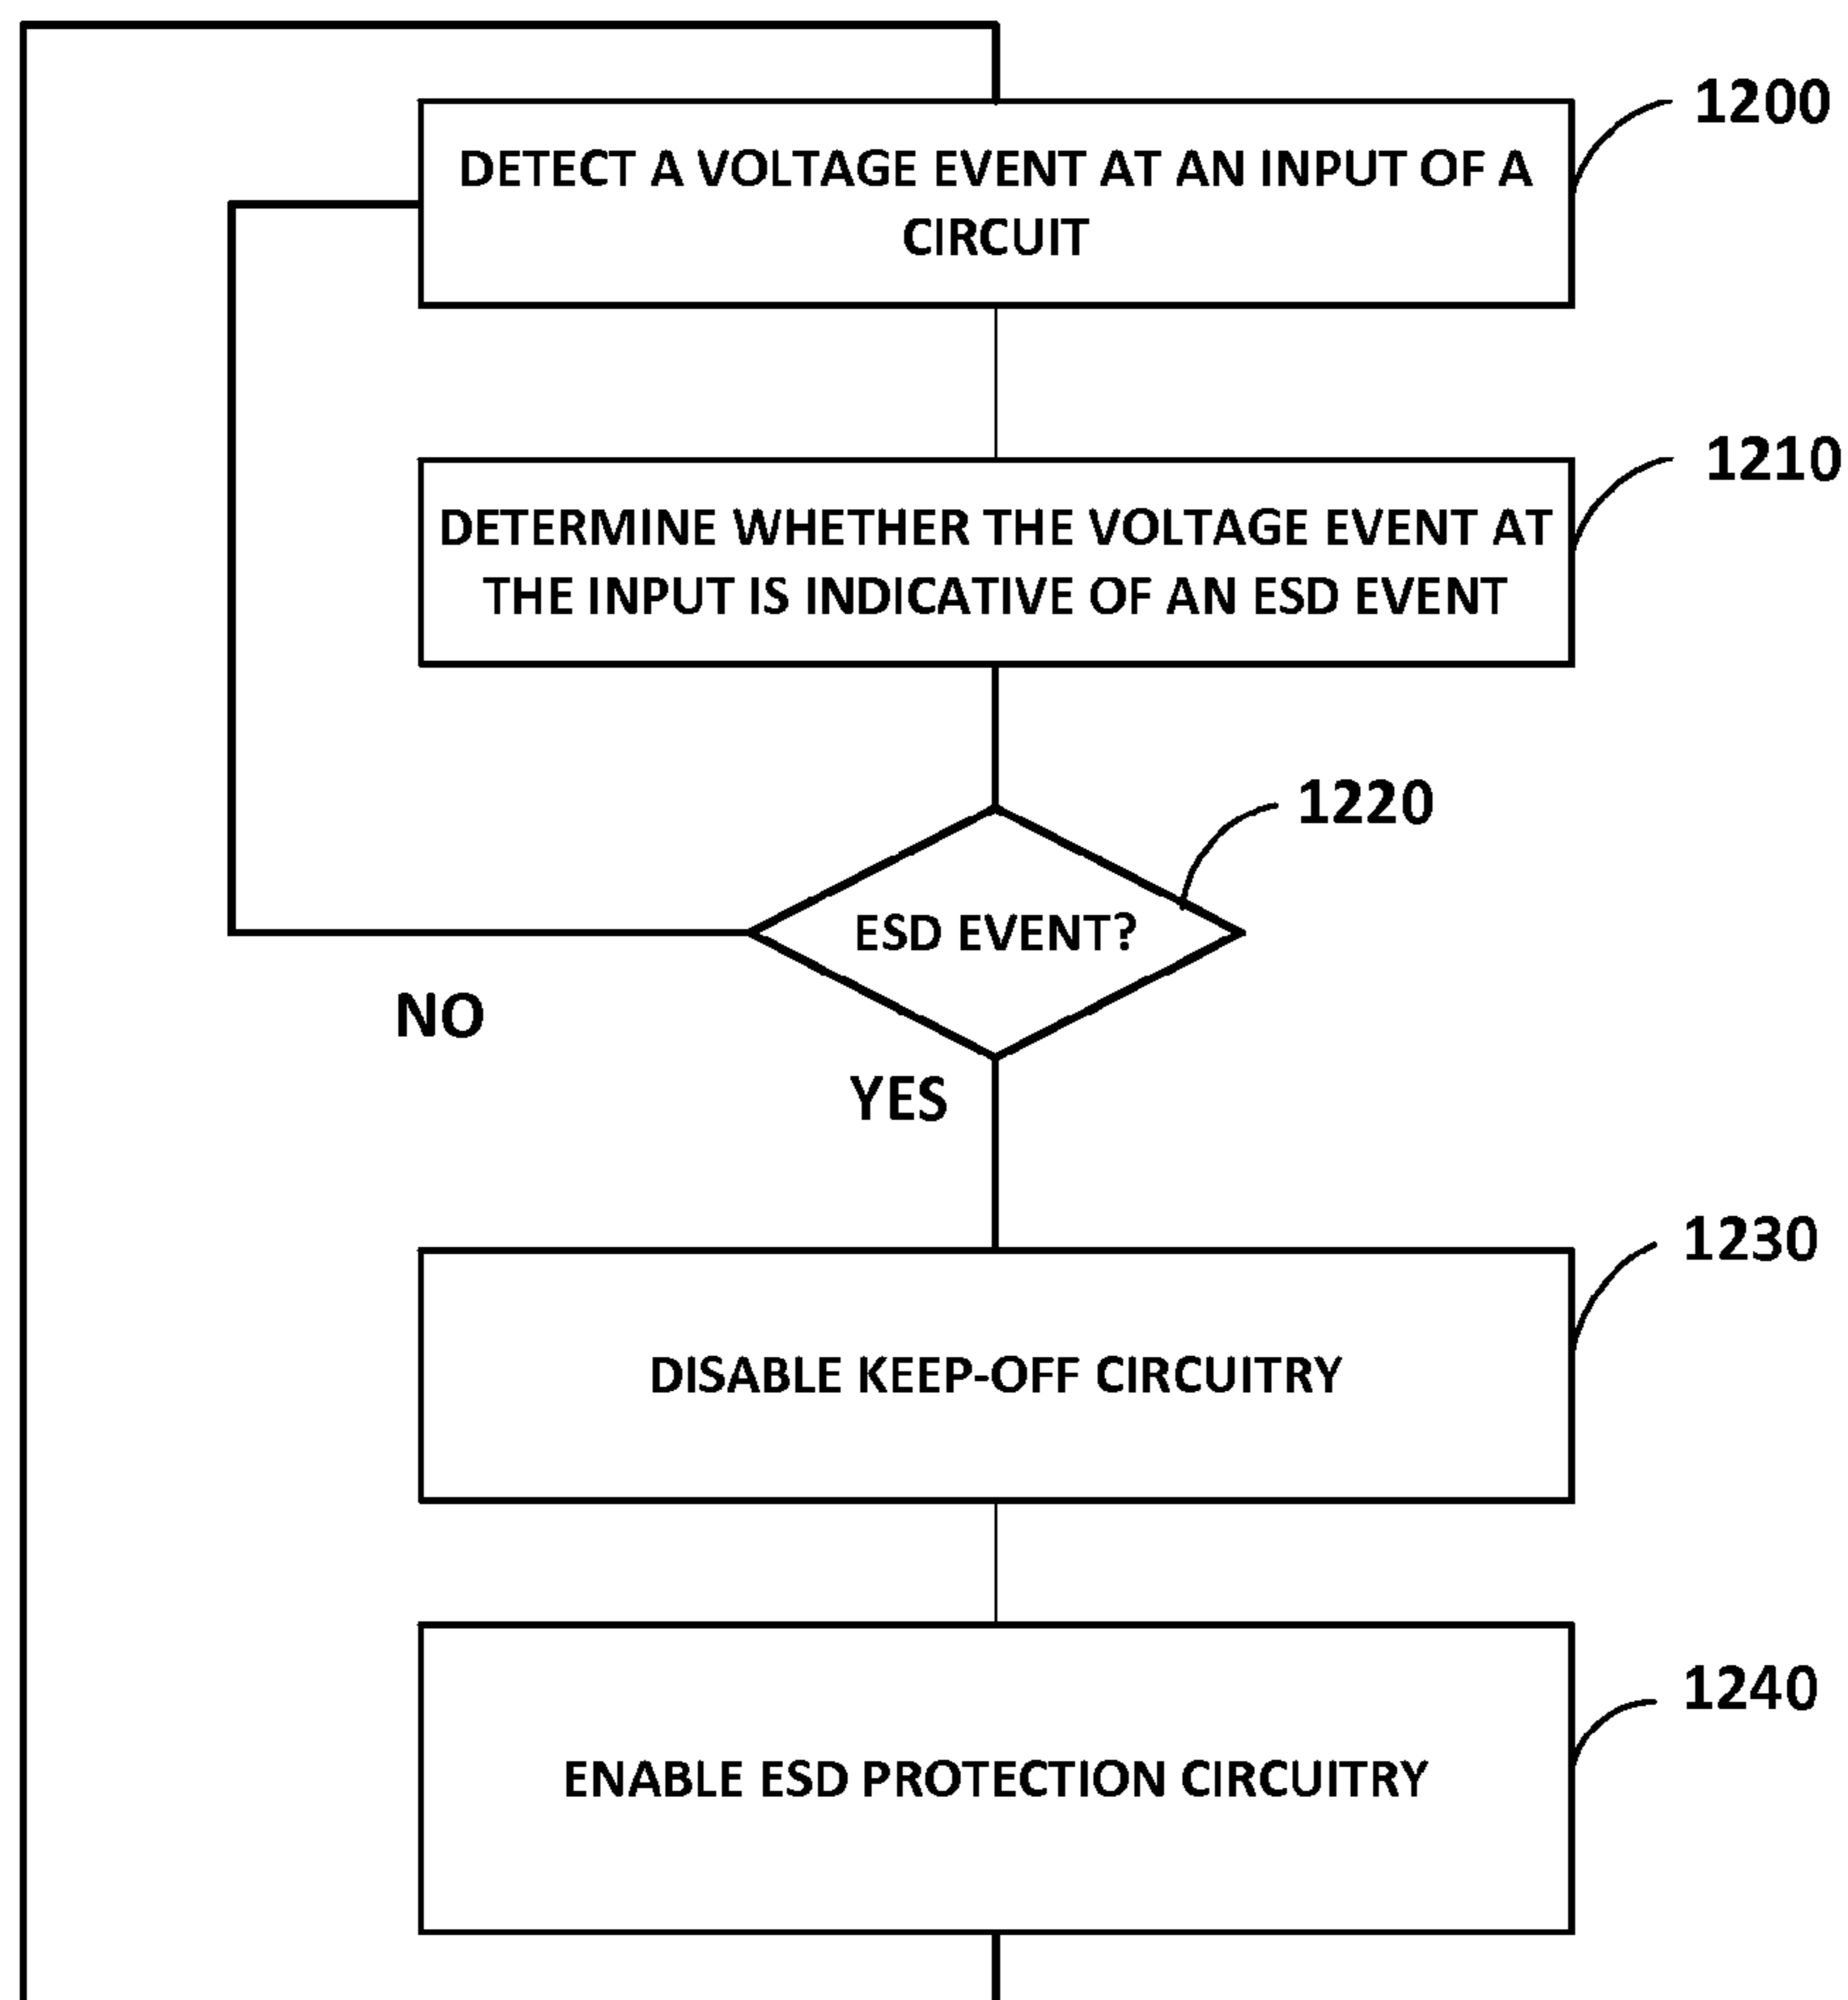 1200
DETECT A VOLTAGE EVENT AT AN INPUT OF A
CIRCUIT
1210
DETERMINE WHETHER THE VOLTAGE EVENT AT
THE INPUT IS INDICATIVE OF AN ESD EVENT
1220
ESD EVENT?
NO
YES
1230
DISABLE KEEP-OFF CIRCUITRY
1240
ENABLE ESD PROTECTION CIRCUITRY